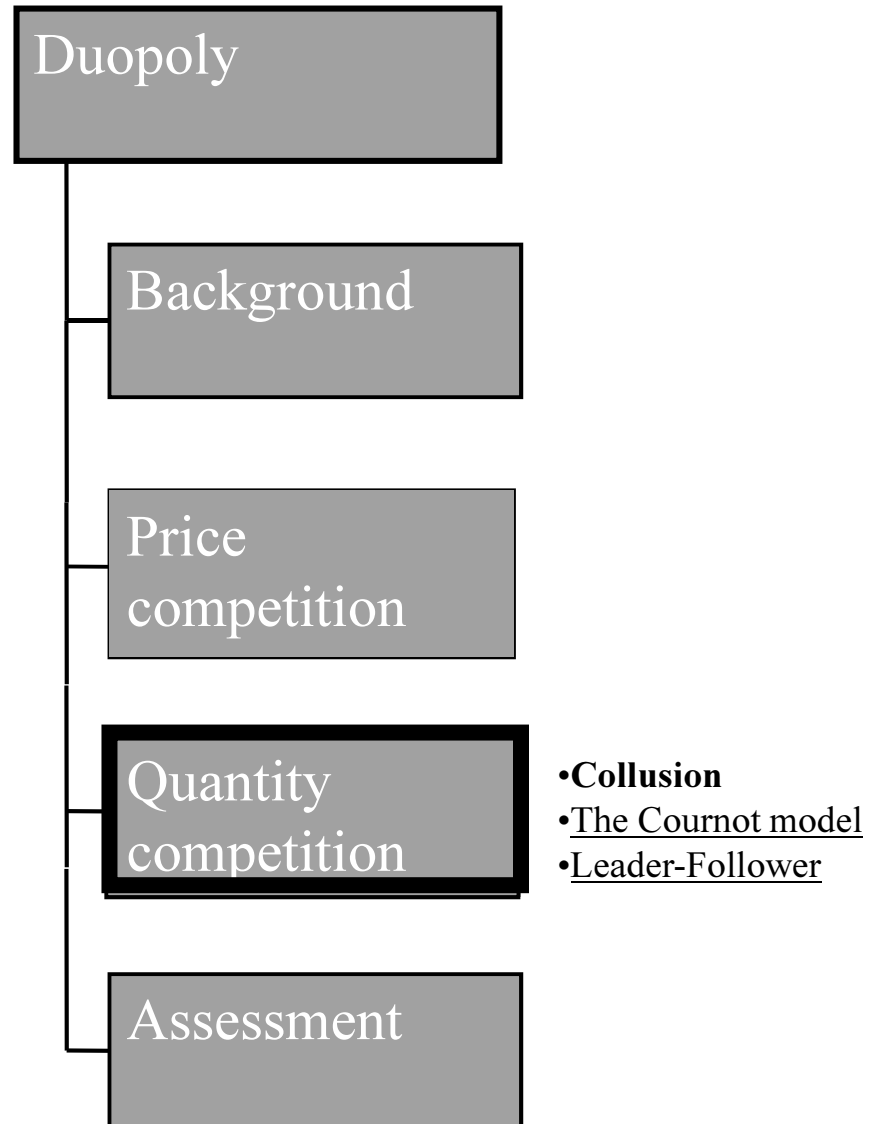 Duopoly
Background
Price
competition
Quantity
competition
•Collusion
•The Cournot model
•Leader-Follower
Assessment